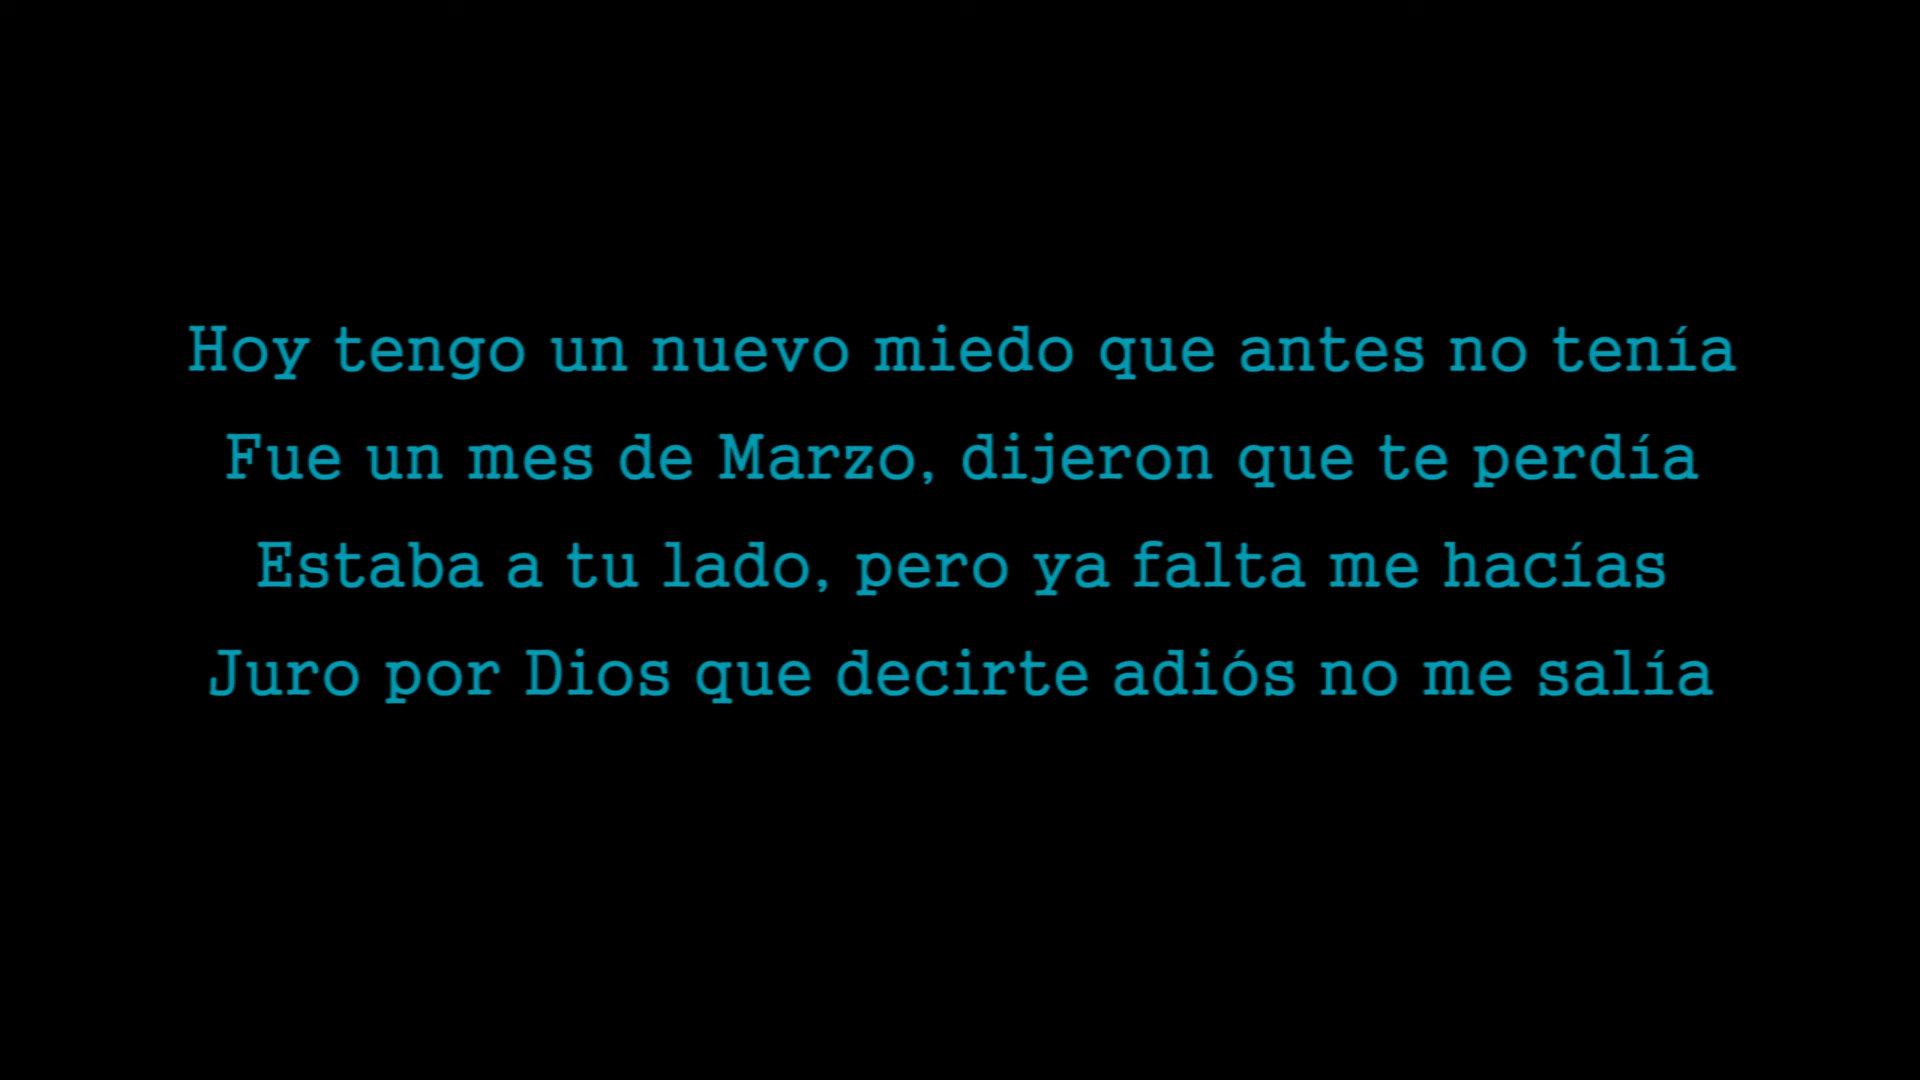 Hoy tengo un nuevo miedo que antes no tenía
Fue un mes de Marzo, dijeron que te perdía
Estaba a tu lado, pero ya falta me hacías
Juro por Dios que decirte adiós no me salía